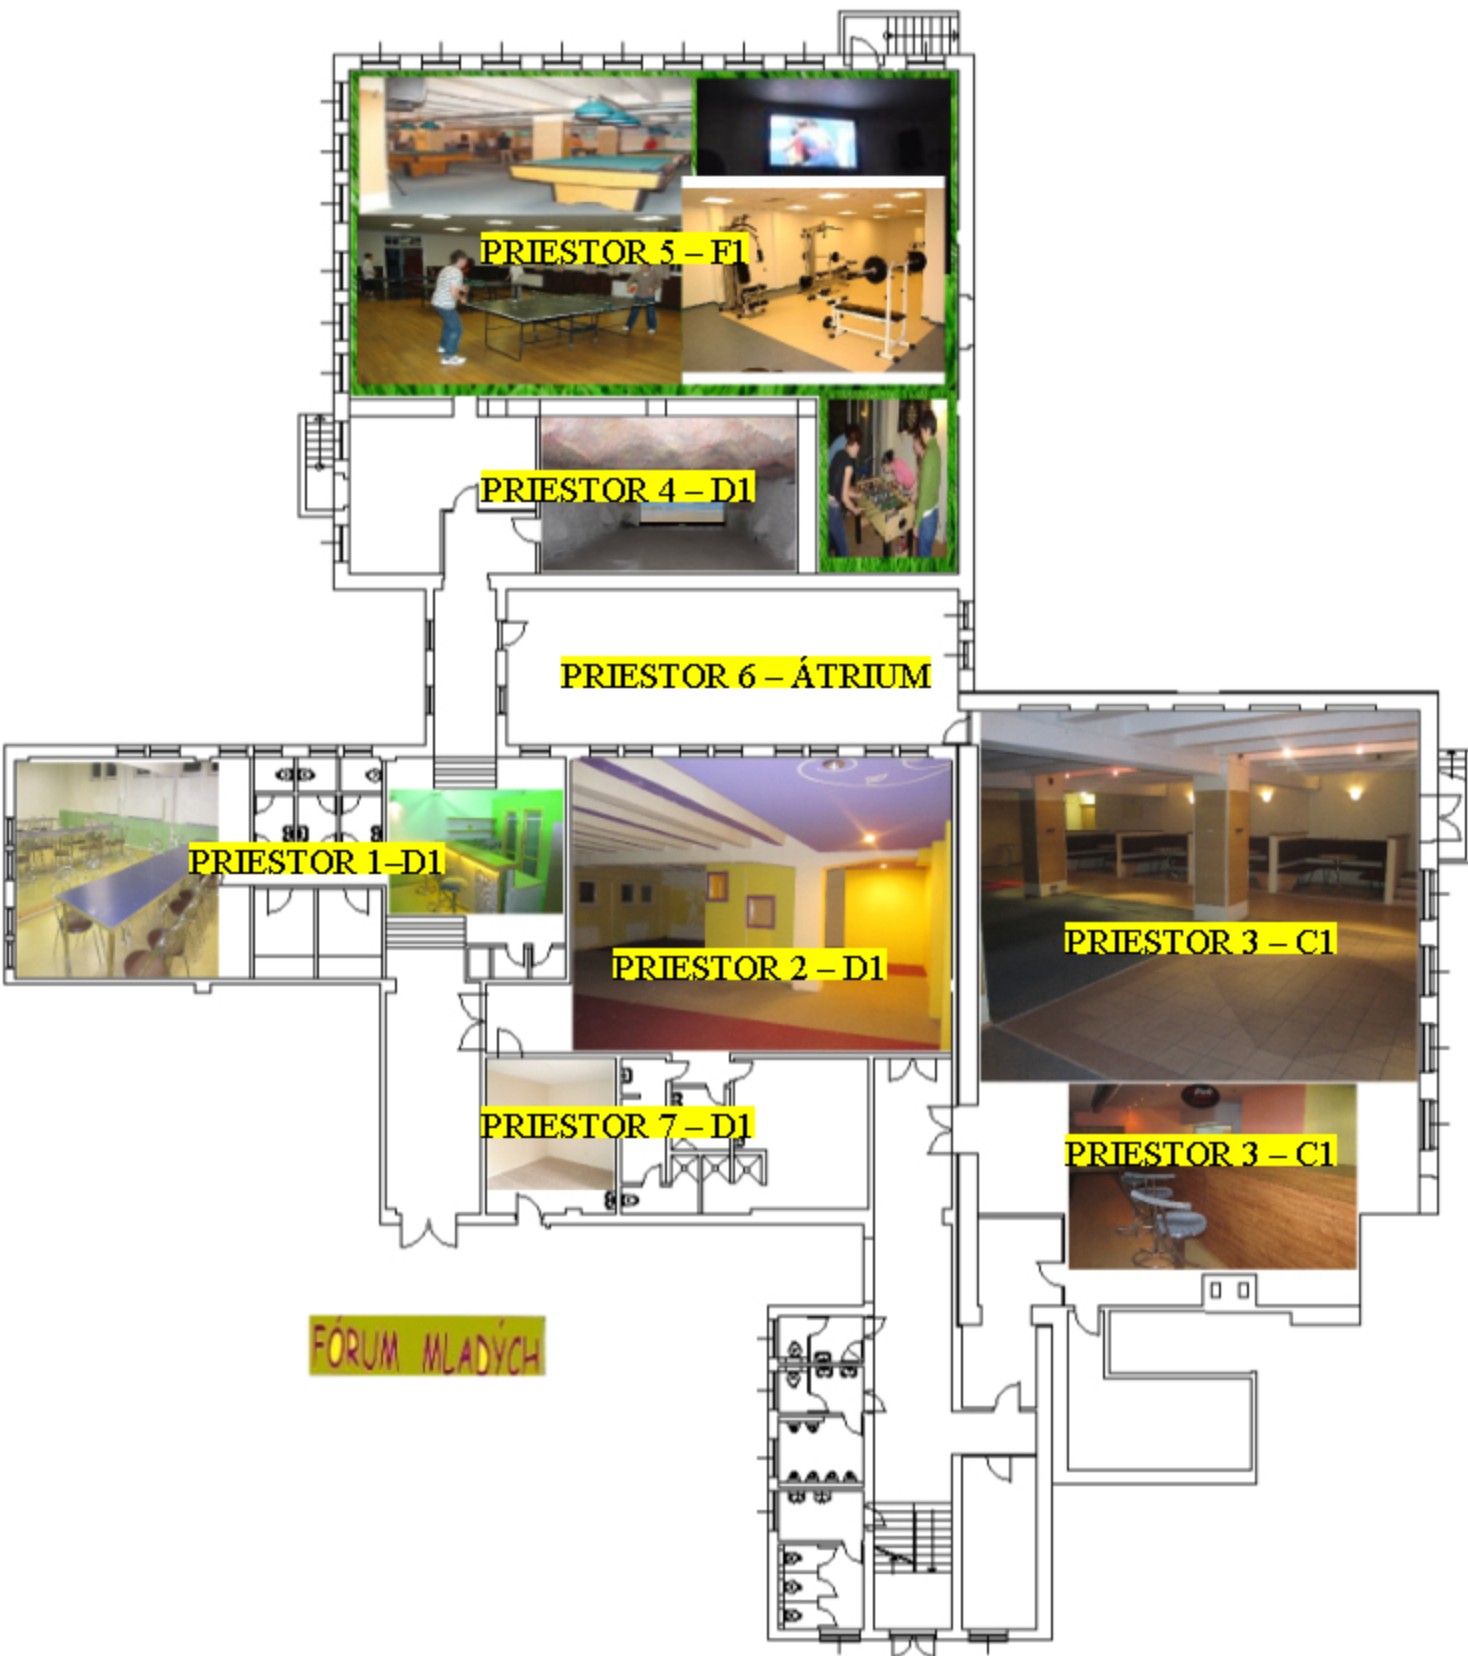 PRIESTOR 5 – F1
PRIESTOR 4 – D1
PRIESTOR 6 – ÁTRIUM
PRIESTOR 1–D1
PRIESTOR 2 – D1
PRIESTOR 3 – C1
PRIESTOR 7 – D1
PRIESTOR 3 – C1
FÓRUM MLADÝCH